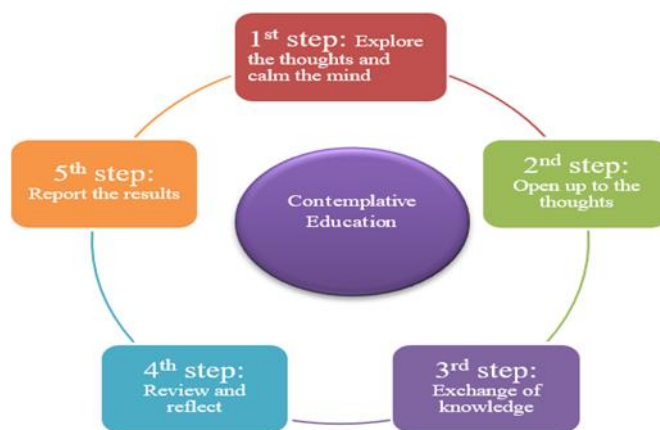 1st step: Explore
the thoughts and
calm the mind
2nd step:
Open up to the
thoughts
3rd step:
Exchange of
knowledge
4th step:
Review and
reflect
5th step:
Report the results
Contemplative
Education